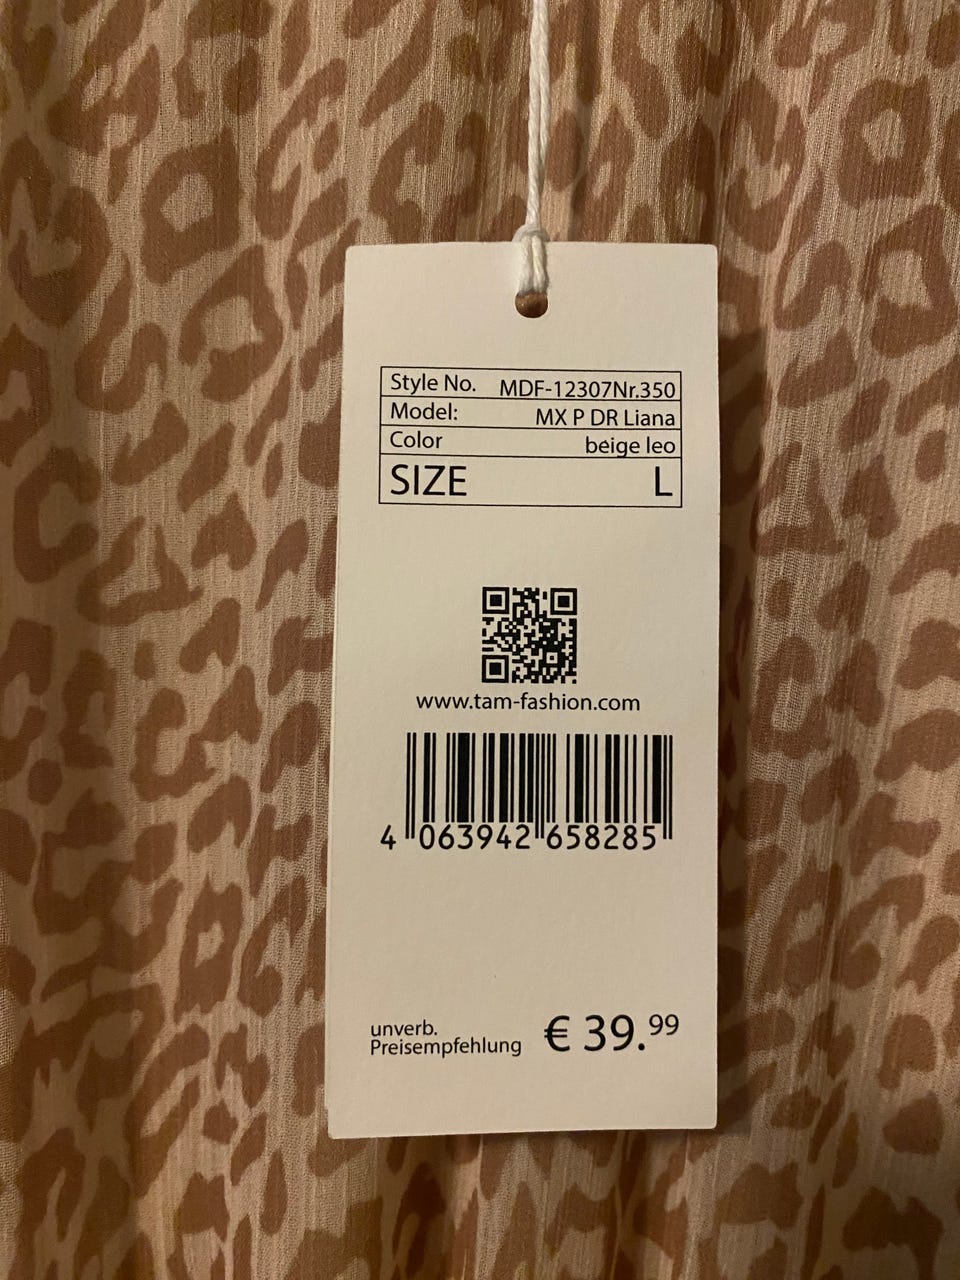 Style No. MDF-12307Nr.350
Model: MX P DR Liana
Color beige leo
SIZE L
www.tam-fashion.com
4 063942 658285
unverb.
Preisempfehlung € 39.99